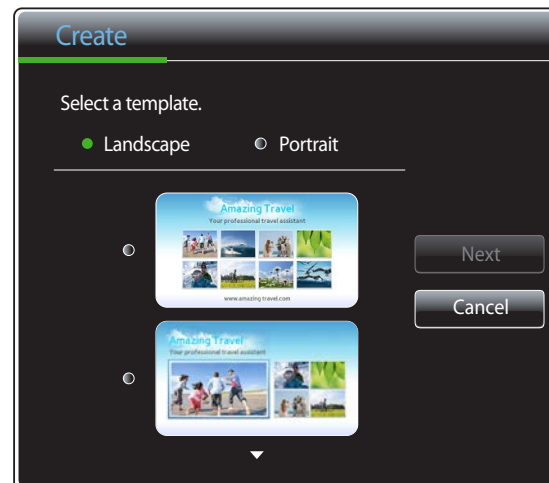 Create
Select a template.
Landscape Portrait
Amazing Travel
Your professional travel assistant
www.amazing travel.com
Next
Cancel
Amazing Travel
Your professional travel assistant